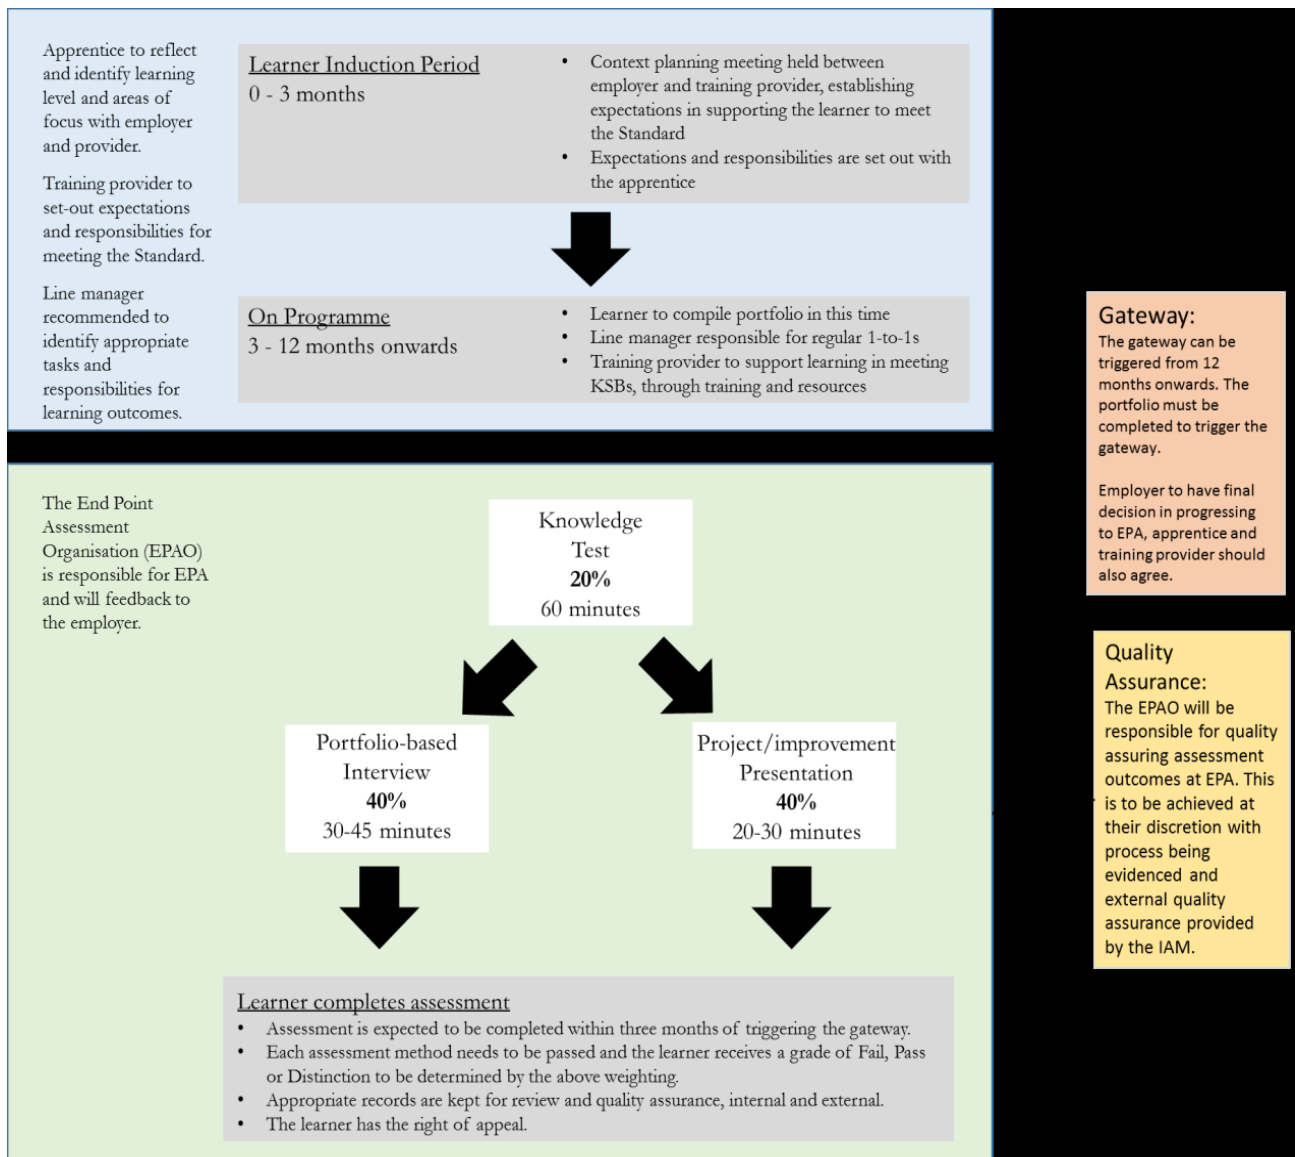 Apprentice to reflect
and identify learning
level and areas of
focus with employer
and provider.
Training provider to
set-out expectations
and responsibilities for
meeting the Standard.
Line manager
recommended to
identify appropriate
tasks and
responsibilities for
learning outcomes.
Learner Induction Period
0 - 3 months
• Context planning meeting held between
employer and training provider, establishing
expectations in supporting the learner to meet
the Standard
• Expectations and responsibilities are set out with
the apprentice
On Programme
3 - 12 months onwards
• Learner to compile portfolio in this time
• Line manager responsible for regular 1-to-1s
• Training provider to support learning in meeting
KSBs, through training and resources
Gateway:
The gateway can be
triggered from 12
months onwards. The
portfolio must be
completed to trigger the
gateway.
Employer to have final
decision in progressing
to EPA, apprentice and
training provider should
also agree.
The End Point
Assessment
Organisation (EPAO)
is responsible for EPA
and will feedback to
the employer.
Knowledge
Test
20%
60 minutes
Portfolio-based
Interview
40%
30-45 minutes
Project/improvement
Presentation
40%
20-30 minutes
Quality
Assurance:
The EPAO will be
responsible for quality
assuring assessment
outcomes at EPA. This
is to be achieved at
their discretion with
process being
evidenced and
external quality
assurance provided
by the IAM.
Learner completes assessment
• Assessment is expected to be completed within three months of triggering the gateway.
• Each assessment method needs to be passed and the learner receives a grade of Fail, Pass
or Distinction to be determined by the above weighting.
• Appropriate records are kept for review and quality assurance, internal and external.
• The learner has the right of appeal.